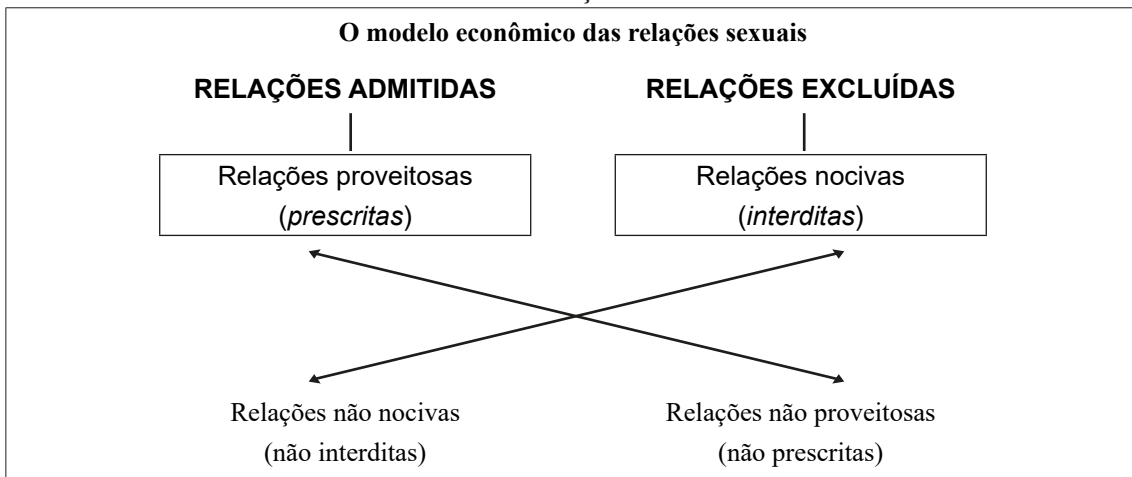 O modelo econômico das relações sexuais
RELAÇÕES ADMITIDAS RELAÇÕES EXCLUÍDAS
Relações proveitosas Relações nocivas
(prescritas) (interditas)
Relações não nocivas Relações não proveitosas
(não interditas) (não prescritas)